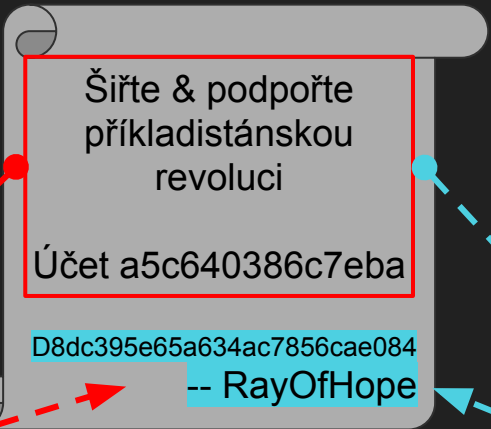 Šiřte & podpořte
příkladistánskou
revoluci
Účet a5c640386c7eba
D8dc395e65a634ac7856cae084
-- RayOfHope